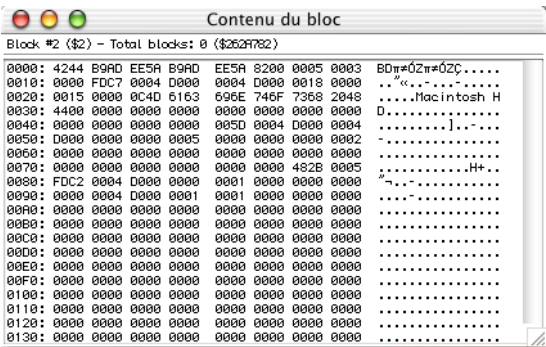 Contenu du bloc
Block #2 ($2) – Total blocks: 0 ($262A782)
0000: 4244 B9AD EE5A B9AD EE5A 8200 0005 0003 BDπ≠ÓZπ≠ÓZÇ.....
0010: 0000 FDC7 0004 D000 0004 D000 0018 0000 ..˝«..-...-.....
0020: 0015 0000 0C4D 6163 696E 746F 7368 2048 .....Macintosh H
0030: 4400 0000 0000 0000 0000 0000 0000 0000 D...............
0040: 0000 0000 0000 0000 005D 0004 D000 0004 .........]..-...
0050: D000 0000 0005 0000 0000 0000 0000 0002 -...............
0060: 0000 0000 0000 0000 0000 0000 0000 0000 ................
0070: 0000 0000 0000 0000 0000 0000 482B 0005 ............H+..
0080: FDC2 0004 D000 0000 0001 0000 0000 0000 ˝¬..-...........
0090: 0000 0004 D000 0001 0001 0000 0000 0000 ....-...........
00A0: 0000 0000 0000 0000 0000 0000 0000 0000 ................
00B0: 0000 0000 0000 0000 0000 0000 0000 0000 ................
00C0: 0000 0000 0000 0000 0000 0000 0000 0000 ................
00D0: 0000 0000 0000 0000 0000 0000 0000 0000 ................
00E0: 0000 0000 0000 0000 0000 0000 0000 0000 ................
00F0: 0000 0000 0000 0000 0000 0000 0000 0000 ................
0100: 0000 0000 0000 0000 0000 0000 0000 0000 ................
0110: 0000 0000 0000 0000 0000 0000 0000 0000 ................
0120: 0000 0000 0000 0000 0000 0000 0000 0000 ................
0130: 0000 0000 0000 0000 0000 0000 0000 0000 ................